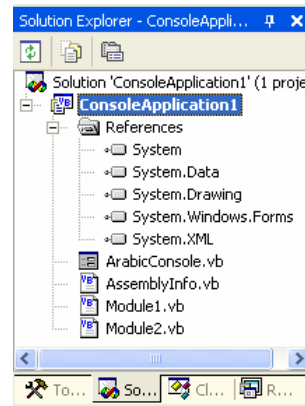 Solution Explorer - ConsoleAppli...
Solution 'ConsoleApplication1' (1 proje
ConsoleApplication1
References
System
System.Data
System.Drawing
System.Windows.Forms
System.XML
ArabicConsole.vb
AssemblyInfo.vb
Module1.vb
Module2.vb
To... So... Cl... R...